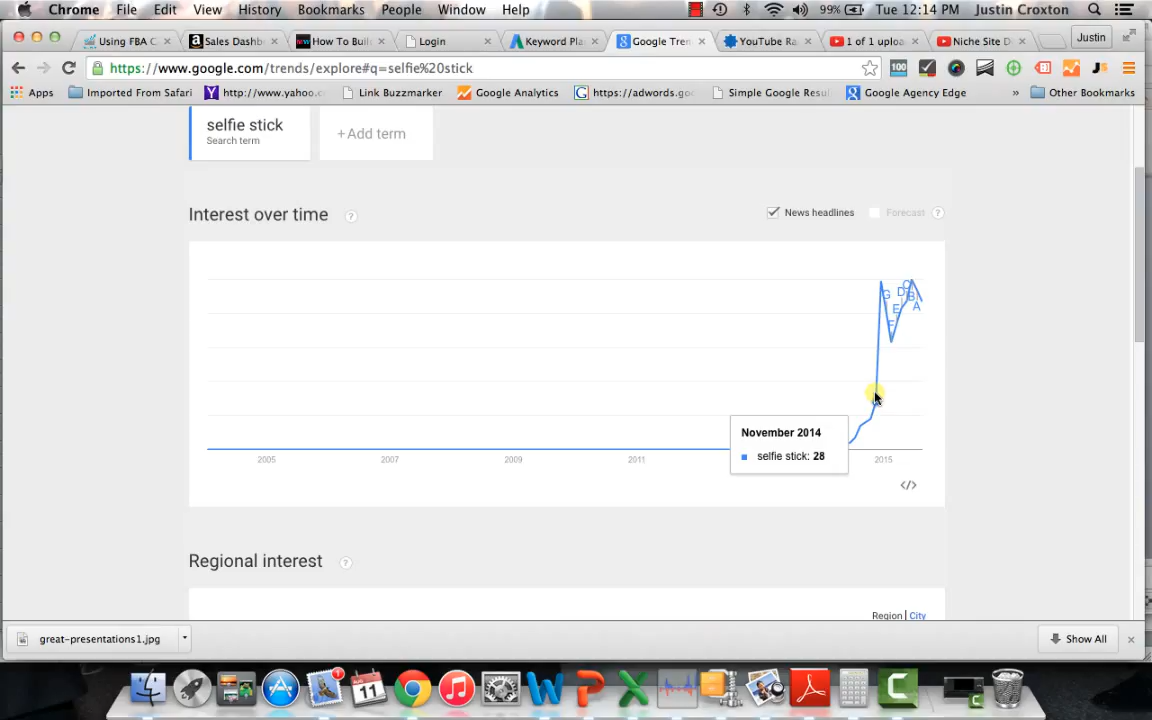 Chrome File Edit View History Bookmarks People Window Help 99% Tue 12:14 PM Justin Croxton
Using FBA C
Sales Dashb
How To Buil
Login
Keyword Pla
Google Tren
YouTube Ra
1 of 1 uploa
Niche Site D
Justin
https://www.google.com/trends/explore#q=selfie%20stick
100
Apps Imported From Safari http://www.yahoo.c Link Buzzmarker Google Analytics https://adwords.go Simple Google Resul Google Agency Edge » Other Bookmarks
selfie stick
Search term
+Add term
Interest over time ?
News headlines Forecast ?
G
D
C
B
E
A
F
November 2014
selfie stick: 28
2005 2007 2009 2011 2015
</>
Regional interest ?
Region | City
great-presentations1.jpg
Show All
AUG
11
1